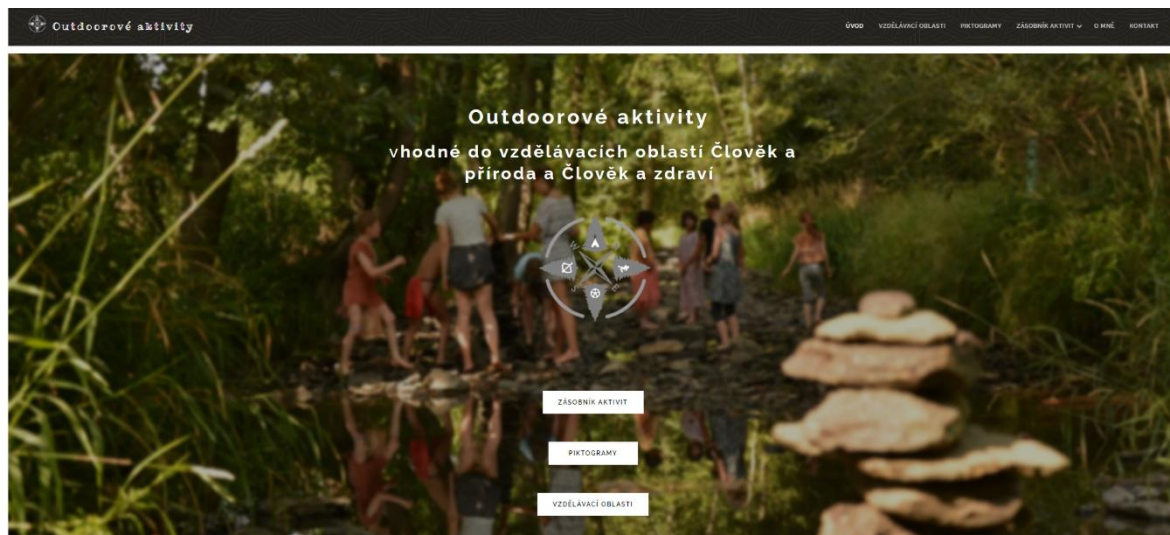 Outdoorové aktivity
ÚVOD VZDĚLÁVACÍ OBLASTI PIKTOGRAMY ZÁSOBNÍK AKTIVIT O MNĚ KONTAKT
Outdoorové aktivity
vhodné do vzdělávacích oblastí Člověk a
příroda a Člověk a zdraví
ZÁSOBNÍK AKTIVIT
PIKTOGRAMY
VZDĚLÁVACÍ OBLASTI